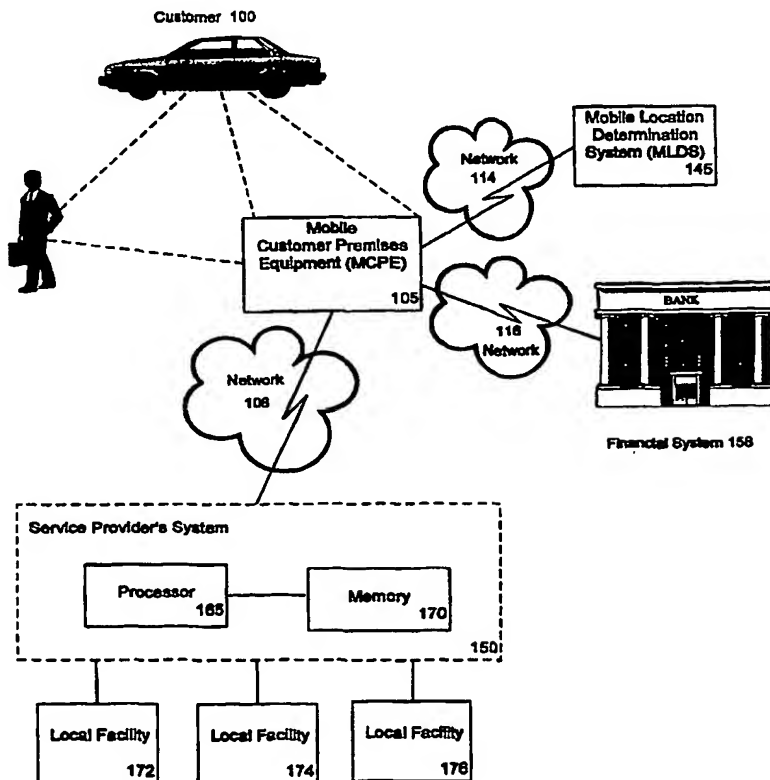 Customer 100
Network
114
Mobile Location
Determination
System (MLDS)
145
Mobile
Customer Premises
Equipment (MCPE)
105
116
Network
BANK
Financial System 158
Network
106
Service Provider's System
Processor
165
Memory
170
150
Local Facility
172
Local Facility
174
Local Facility
176